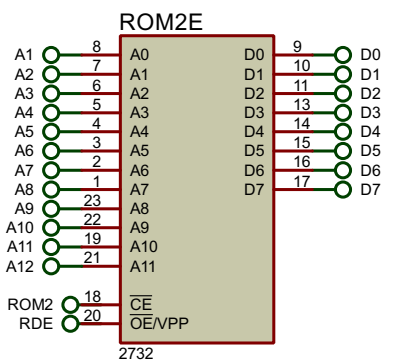 ROM2E
A1 8 A0 D0 9 D0
A2 7 A1 D1 10 D1
A3 6 A2 D2 11 D2
A4 5 A3 D3 13 D3
A5 4 A4 D4 14 D4
A6 3 A5 D5 15 D5
A7 2 A6 D6 16 D6
A8 1 A7 D7 17 D7
A9 23 A8
A10 22 A9
A11 19 A10
A12 21 A11
ROM2 18 CE
RDE 20 OE/VPP
2732